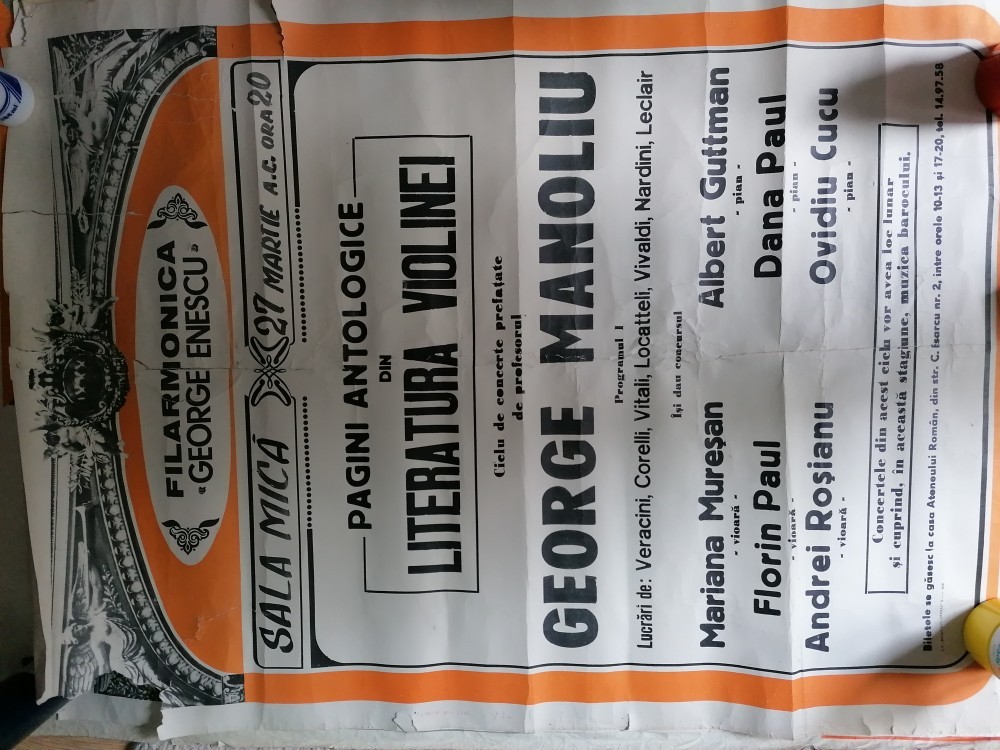 FILARMONICA
«GEORGE ENESCU»
SALA MICĂ 27 MARTIE A.C. ORA 20
PAGINI ANTOLOGICE
DIN
LITERATURA VIOLINEI
Ciclu de concerte prefațate
de profesorul
GEORGE MANOLIU
Programul I
Lucrări de: Veracini, Corelli, Vitali, Locatteli, Vivaldi, Nardini, Leclair
Își dau concursul
Mariana Mureșan Albert Guttman
- vioară - - pian -
Florin Paul Dana Paul
- vioară - - pian -
Andrei Roșianu Ovidiu Cucu
- vioară - - pian -
Concertele din acest ciclu vor avea loc lunar
și cuprind, în această stagiune, muzica barocului.
Biletele se găsesc la casa Ateneului Român, din str. C. Esarcu nr. 2, între orele 10-13 și 17-20, tel. 14.97.58